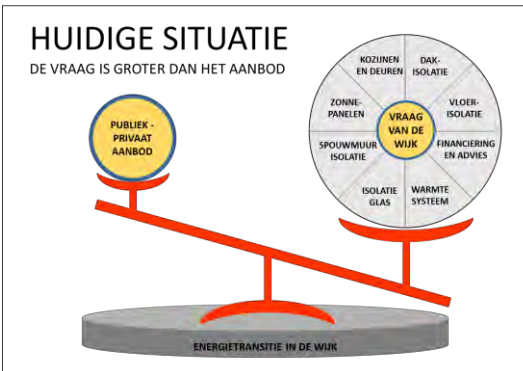 HUIDIGE SITUATIE
DE VRAAG IS GROTER DAN HET AANBOD
PUBLIEK -
PRIVAAT
AANBOD
KOZIJNEN
EN DEUREN
DAK-
ISOLATIE
ZONNE-
PANELEN
VLOER-
ISOLATIE
VRAAG
VAN DE
WIJK
SPOUWMUUR
ISOLATIE
FINANCIERING
EN ADVIES
ISOLATIE
GLAS
WARMTE
SYSTEEM
ENERGIETRANSITIE IN DE WIJK